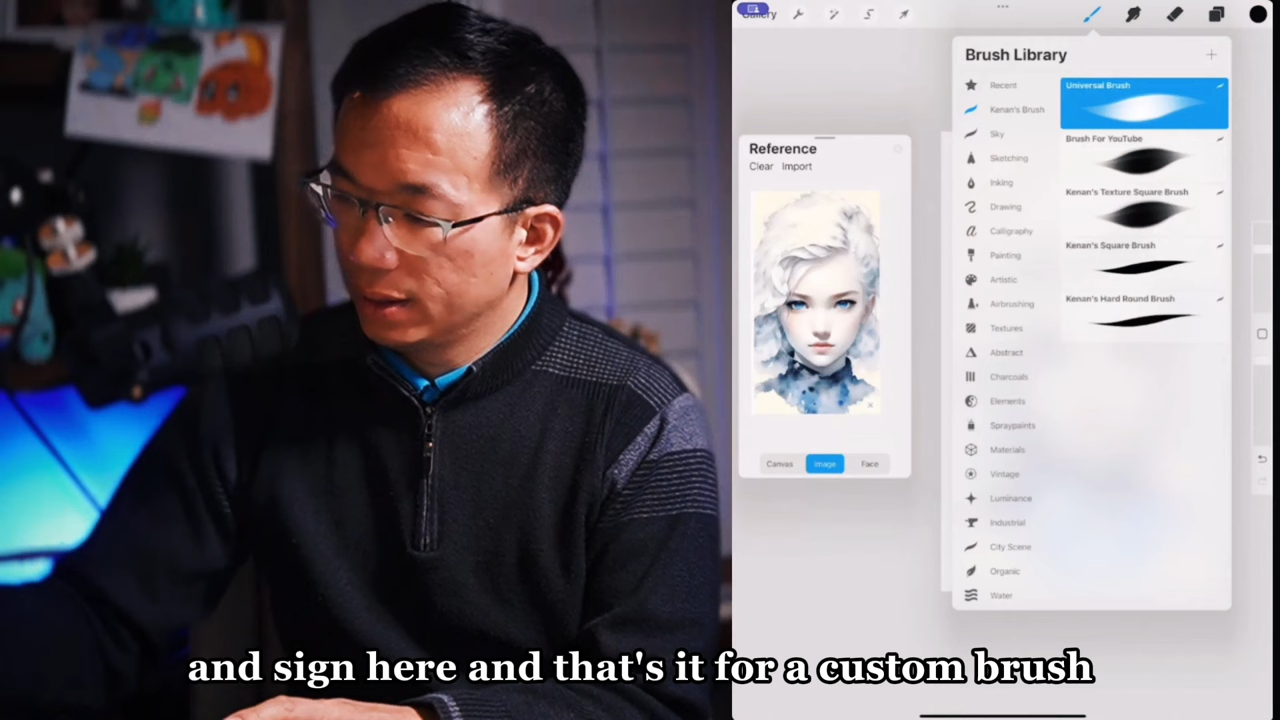 Gallery
Brush Library
Recent
Kenan's Brush
Sky
Sketching
Inking
Drawing
Calligraphy
Painting
Artistic
Airbrushing
Textures
Abstract
Charcoals
Elements
Spraypaints
Materials
Vintage
Luminance
Industrial
City Scene
Organic
Water
Universal Brush
Brush For YouTube
Kenan's Texture Square Brush
Kenan's Square Brush
Kenan's Hard Round Brush
Reference
Clear Import
Canvas Image Face
and sign here and that's it for a custom brush